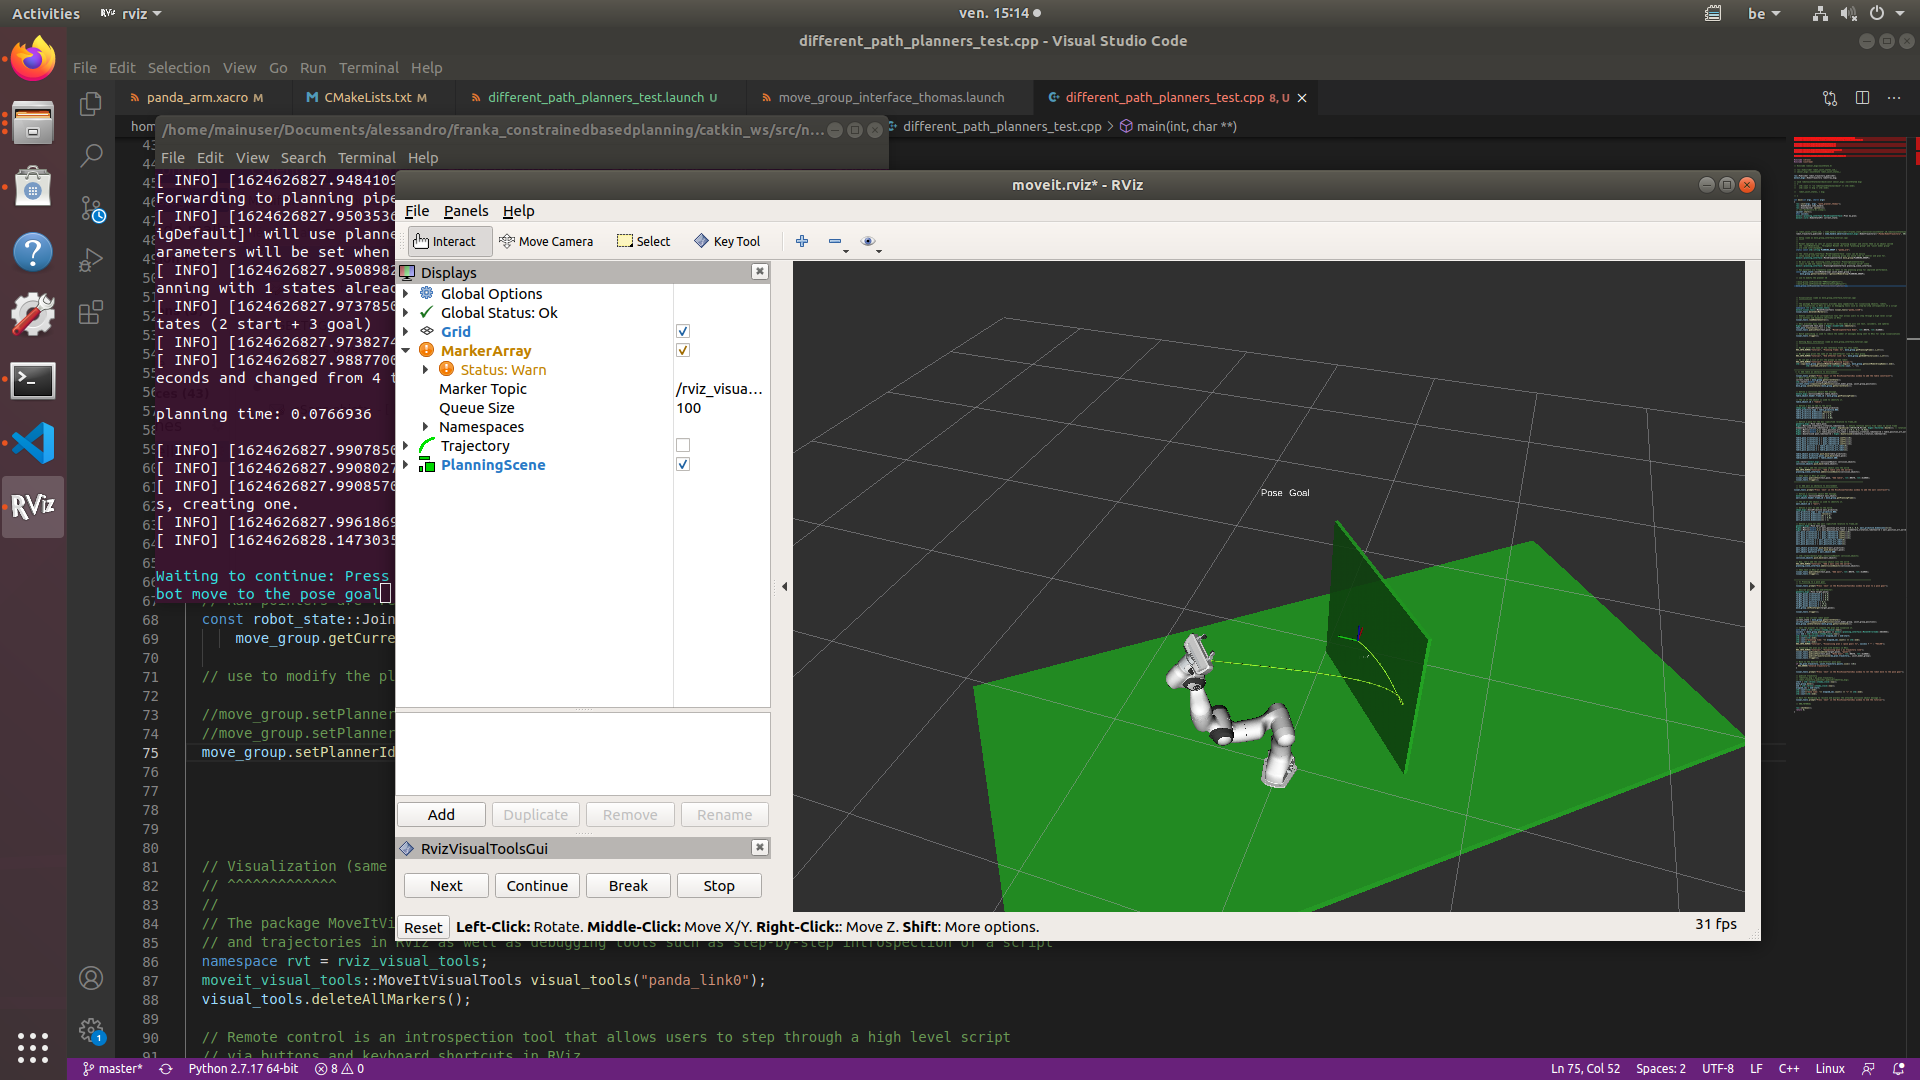 Activities
rviz
ven. 15:14
be
different_path_planners_test.cpp - Visual Studio Code
File Edit Selection View Go Run Terminal Help
panda_arm.xacro M
CMakeLists.txt M
different_path_planners_test.launch U
move_group_interface_thomas.launch
different_path_planners_test.cpp 8, U
hom
/home/mainuser/Documents/alessandro/franka_constrainedbasedplanning/catkin_ws/src/n...
different_path_planners_test.cpp > main(int, char **)
File Edit View Search Terminal Help
[ INFO] [1624626827.9484109
Forwarding to planning pipe
[ INFO] [1624626827.9503536
igDefault]' will use planne
arameters will be set when
[ INFO] [1624626827.9508982
anning with 1 states alread
[ INFO] [1624626827.9737850
tates (2 start + 3 goal)
[ INFO] [1624626827.9738274
[ INFO] [1624626827.9887700
econds and changed from 4 t
planning time: 0.0766936
[ INFO] [1624626827.9907850
[ INFO] [1624626827.9908027
[ INFO] [1624626827.9908570
s, creating one.
[ INFO] [1624626827.9961869
[ INFO] [1624626828.1473035
Waiting to continue: Press
bot move to the pose goal
68 const robot_state::Join
69 move_group.getCurre
70
71 // use to modify the pl
72
73 //move_group.setPlanner
74 //move_group.setPlanner
75 move_group.setPlannerId
76
77
78
79
80
81 // Visualization (same
82 // ^^^^^^^^^^^^^
83 //
84 // The package MoveItVi
85 // and trajectories in RViz as well as debugging tools such as step-by-step introspection of a script
86 namespace rvt = rviz_visual_tools;
87 moveit_visual_tools::MoveItVisualTools visual_tools("panda_link0");
88 visual_tools.deleteAllMarkers();
89
90 // Remote control is an introspection tool that allows users to step through a high level script
91 // via buttons and keyboard shortcuts in RViz
moveit.rviz* - RViz
File Panels Help
Interact Move Camera Select Key Tool
Displays
Global Options
Global Status: Ok
Grid
MarkerArray
Status: Warn
Marker Topic /rviz_visua...
Queue Size 100
Namespaces
Trajectory
PlanningScene
Add Duplicate Remove Rename
RvizVisualToolsGui
Next Continue Break Stop
Reset Left-Click: Rotate. Middle-Click: Move X/Y. Right-Click:: Move Z. Shift: More options.
31 fps
Pose Goal
RViz
master* Python 2.7.17 64-bit 8 0
Ln 75, Col 52 Spaces: 2 UTF-8 LF C++ Linux